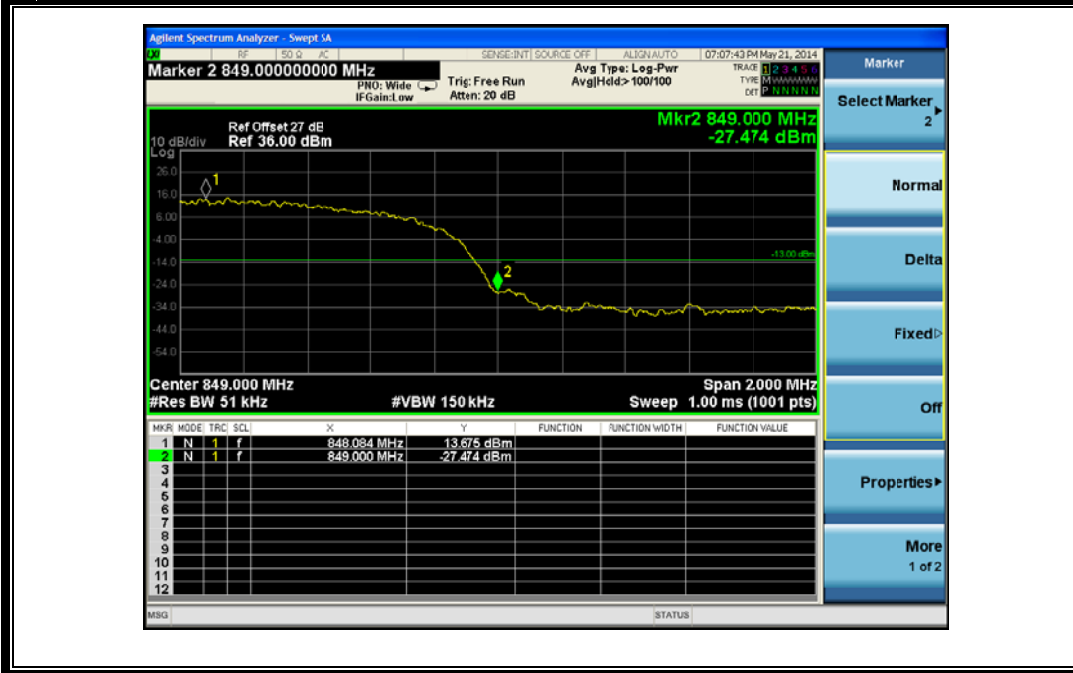 Agilent Spectrum Analyzer - Swept SA
RF 50 Ω AC SENSE:INT SOURCE OFF ALIGN AUTO 07:07:43 PM May 21, 2014
Marker 2 849.000000000 MHz
PNO: Wide
IFGain:Low
Trig: Free Run
Atten: 20 dB
Avg Type: Log-Pwr
Avg|Held:>100/100
TRACE 1 2 3 4 5 6
TYPE M
DET P N N N N N
Mkr2 849.000 MHz
-27.474 dBm
Ref Offset 27 dB
10 dB/div Ref 36.00 dBm
Log
26.0
16.0
6.00
-4.00
-14.0
-24.0
-34.0
-44.0
-54.0
1
2
-13.00 dBm
Center 849.000 MHz Span 2.000 MHz
#Res BW 51 kHz #VBW 150 kHz Sweep 1.00 ms (1001 pts)
MKR MODE TRC SCL X Y FUNCTION FUNCTION WIDTH FUNCTION VALUE
1 N 1 f 848.084 MHz 13.675 dBm
2 N 1 f 849.000 MHz -27.474 dBm
3
4
5
6
7
8
9
10
11
12
MSG STATUS
Marker
Select Marker
2
Normal
Delta
Fixed
Off
Properties
More
1 of 2